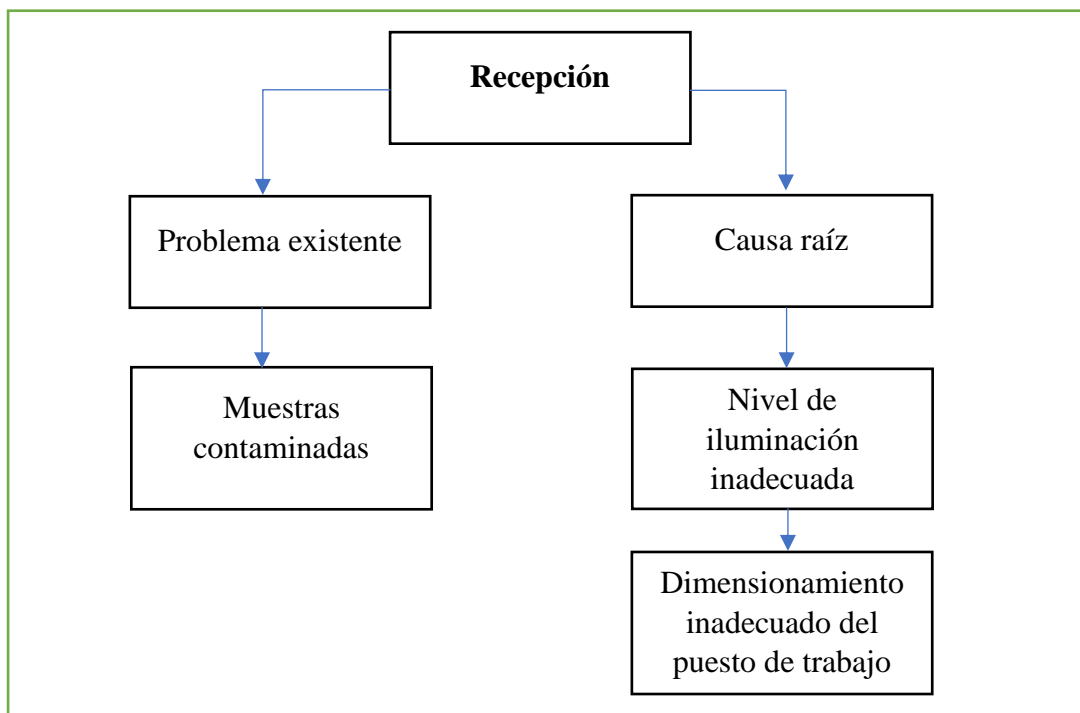 Recepción
Problema existente
Causa raíz
Muestras
contaminadas
Nivel de
iluminación
inadecuada
Dimensionamiento
inadecuado del
puesto de trabajo